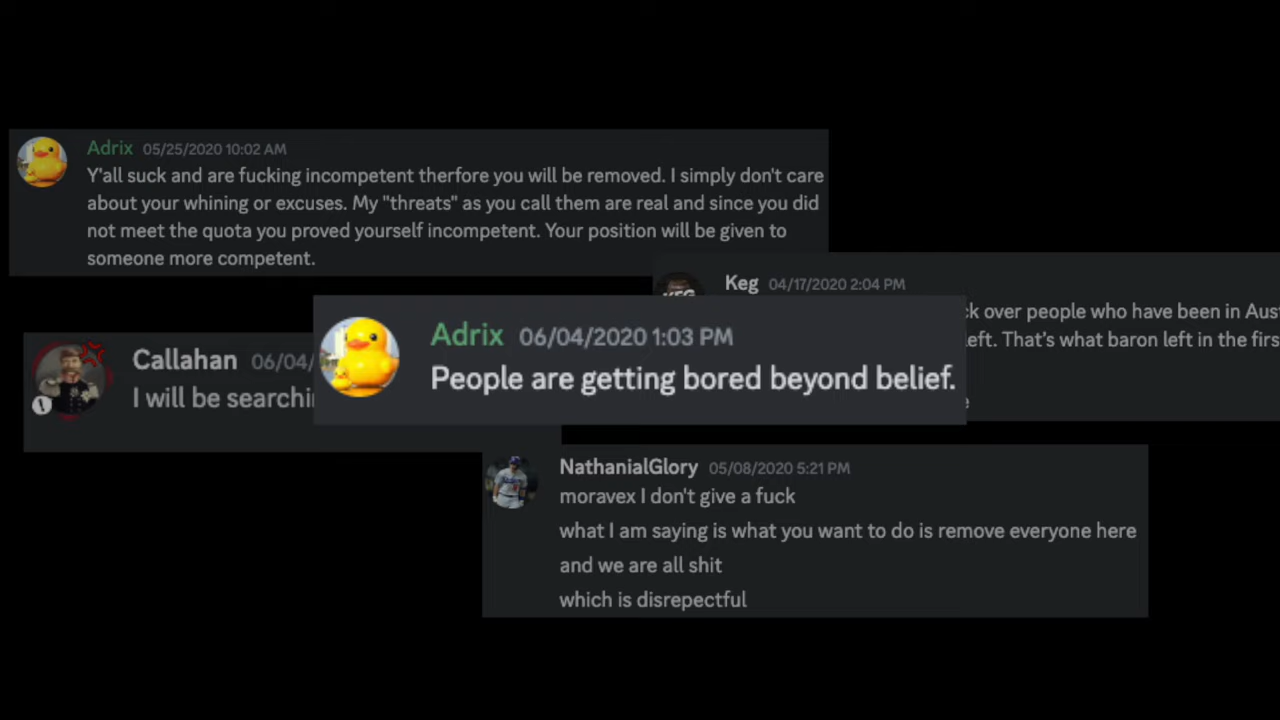 Adrix 05/25/2020 10:02 AM
Y'all suck and are fucking incompetent therfore you will be removed. I simply don't care
about your whining or excuses. My "threats" as you call them are real and since you did
not meet the quota you proved yourself incompetent. Your position will be given to
someone more competent.
Keg 04/17/2020 2:04 PM
over people who have been in
That's what baron left in the
Adrix 06/04/2020 1:03 PM
People are getting bored beyond belief.
Callahan 06/04/
I will be
NathanialGlory 05/08/2020 5:21 PM
moravex I don't give a fuck
what I am saying is what you want to do is remove everyone here
and we are all shit
which is disrepectful